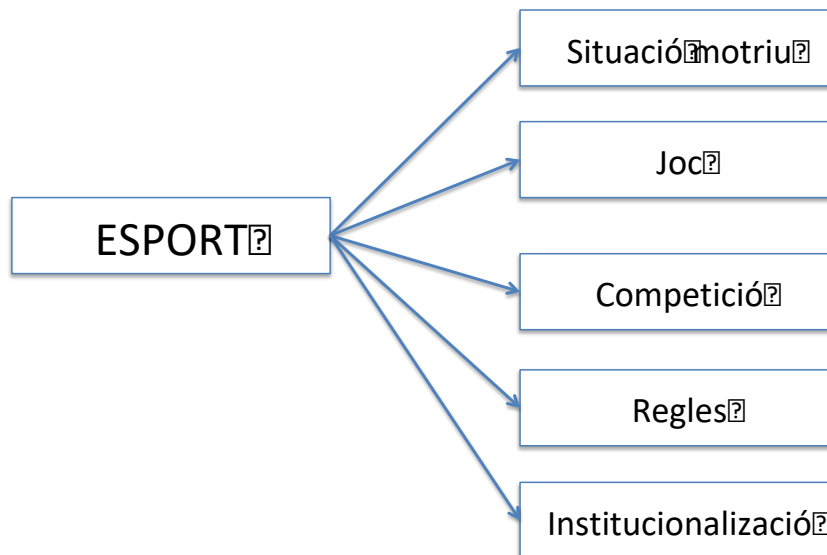 Situació motriu
Joc
ESPORT
Competició
Regles
Institucionalització